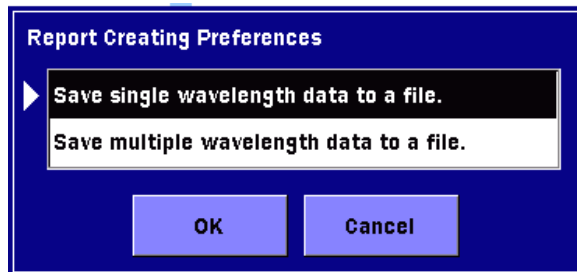 Report Creating Preferences
Save single wavelength data to a file.
Save multiple wavelength data to a file.
OK
Cancel